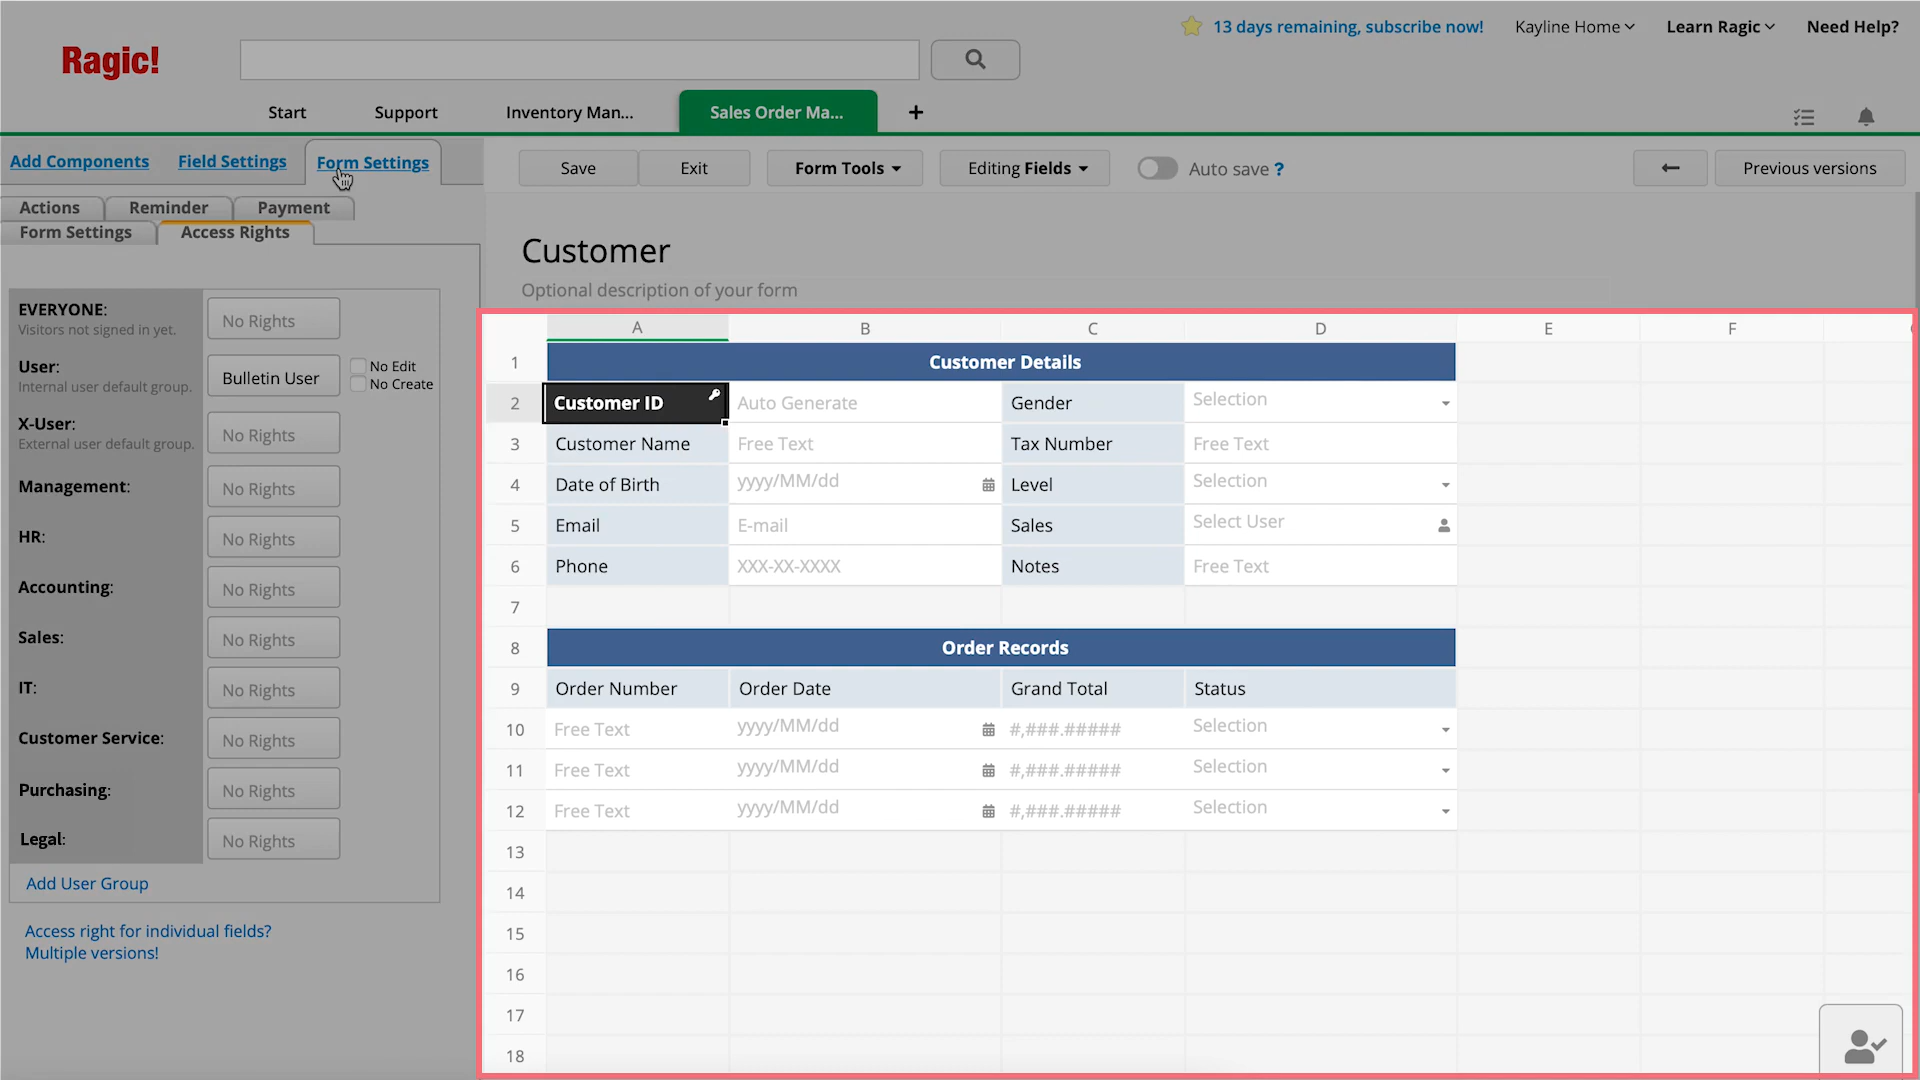 13 days remaining, subscribe now! Kayline Home Learn Ragic Need Help?
Ragic!
Start Support Inventory Man... Sales Order Ma... +
Add Components Field Settings Form Settings
Save Exit Form Tools Editing Fields Auto save ? Previous versions
Actions Reminder Payment
Form Settings Access Rights
Customer
Optional description of your form
EVERYONE: No Rights
Visitors not signed in yet.
User: Bulletin User No Edit
Internal user default group. No Create
X-User: No Rights
External user default group.
Management: No Rights
HR: No Rights
Accounting: No Rights
Sales: No Rights
IT: No Rights
Customer Service: No Rights
Purchasing: No Rights
Legal: No Rights
Add User Group
Access right for individual fields?
Multiple versions!
A B C D E F
1 Customer Details
2 Customer ID Auto Generate Gender Selection
3 Customer Name Free Text Tax Number Free Text
4 Date of Birth yyyy/MM/dd Level Selection
5 Email E-mail Sales Select User
6 Phone XXX-XX-XXXX Notes Free Text
7
8 Order Records
9 Order Number Order Date Grand Total Status
10 Free Text yyyy/MM/dd #,###.##### Selection
11 Free Text yyyy/MM/dd #,###.##### Selection
12 Free Text yyyy/MM/dd #,###.##### Selection
13
14
15
16
17
18